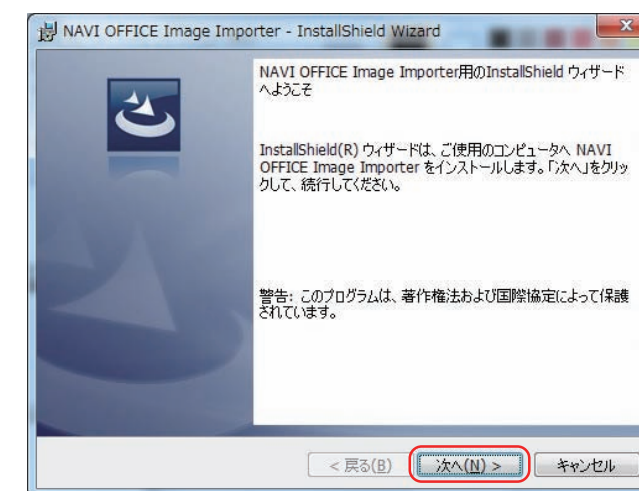 NAVI OFFICE Image Importer - InstallShield Wizard
NAVI OFFICE Image Importer用のInstallShield ウィザード
へようこそ
InstallShield(R) ウィザードは、ご使用のコンピュータへ NAVI
OFFICE Image Importer をインストールします。「次へ」をクリッ
クして、続行してください。
警告: このプログラムは、著作権法および国際協定によって保護
されています。
< 戻る(B)
次へ(N) >
キャンセル